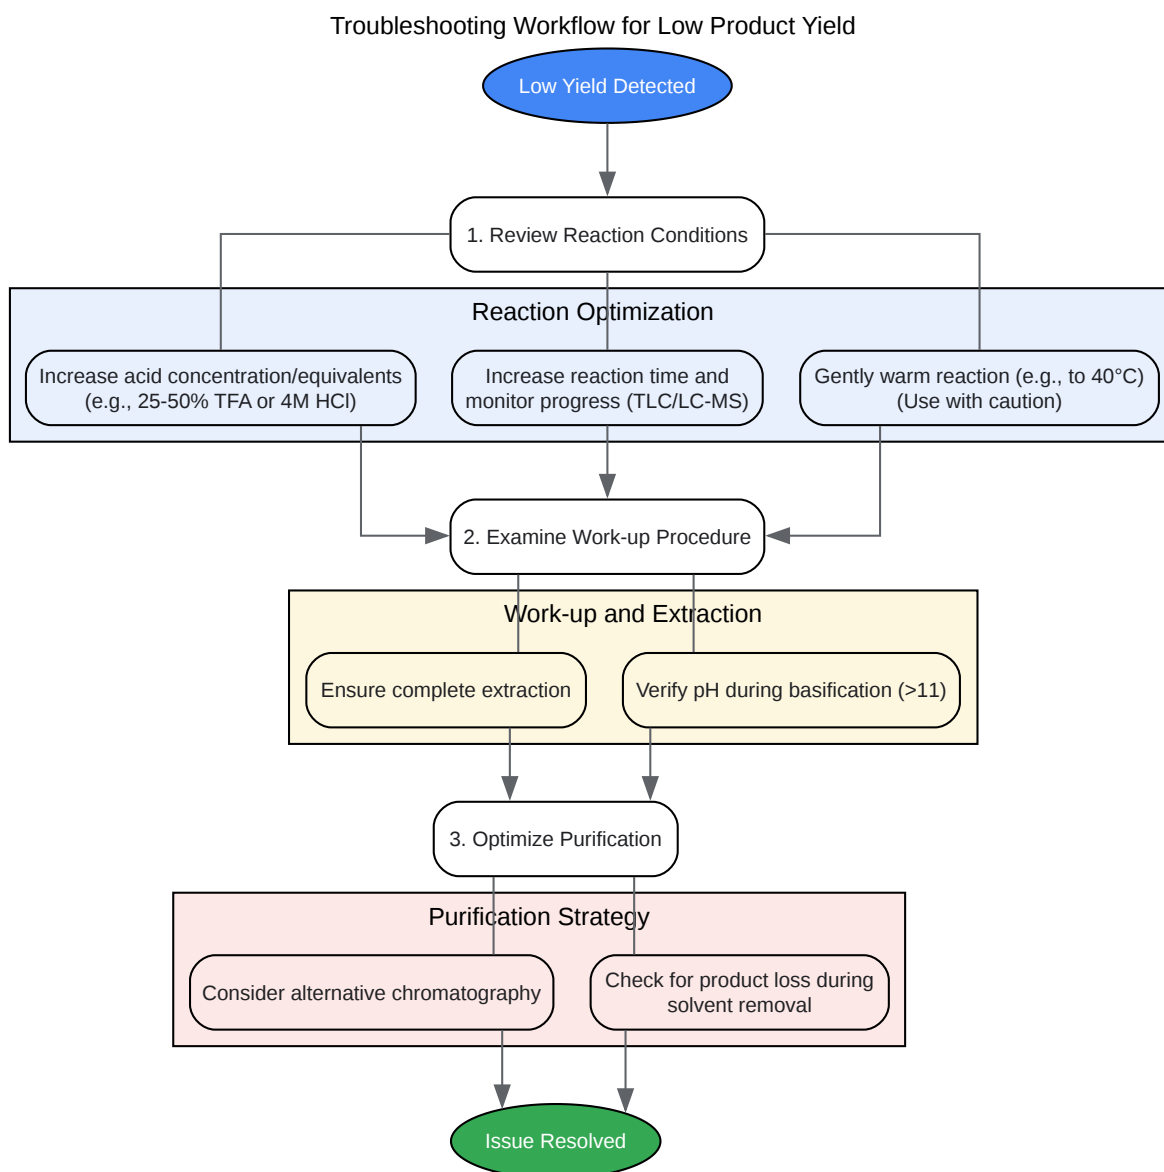 Troubleshooting Workflow for Low Product Yield
Low Yield Detected
1. Review Reaction Conditions
Reaction Optimization
Increase acid concentration/equivalents
(e.g., 25-50% TFA or 4M HCl)
Increase reaction time and
monitor progress (TLC/LC-MS)
Gently warm reaction (e.g., to 40°C)
(Use with caution)
2. Examine Work-up Procedure
Work-up and Extraction
Ensure complete extraction
Verify pH during basification (>11)
3. Optimize Purification
Purification Strategy
Consider alternative chromatography
Check for product loss during
solvent removal
Issue Resolved